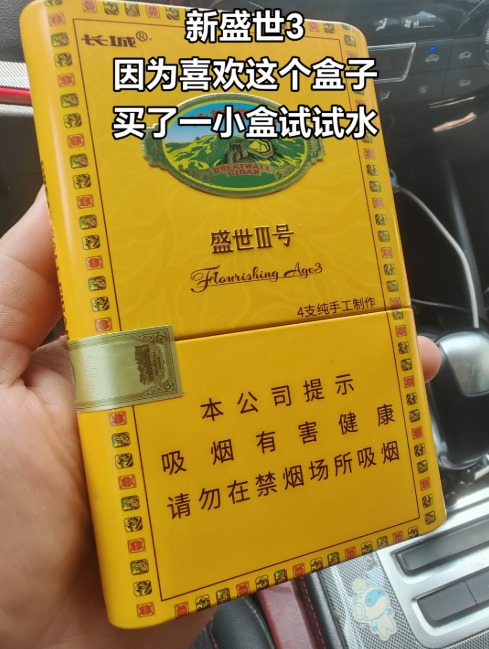 新盛世3
因为喜欢这个盒子
买了一小盒试试水
长城®
GREATWALL
CIGAR
盛世III号
Flourishing Ages3
4支纯手工制作
本公司提示
吸烟有害健康
请勿在禁烟场所吸烟